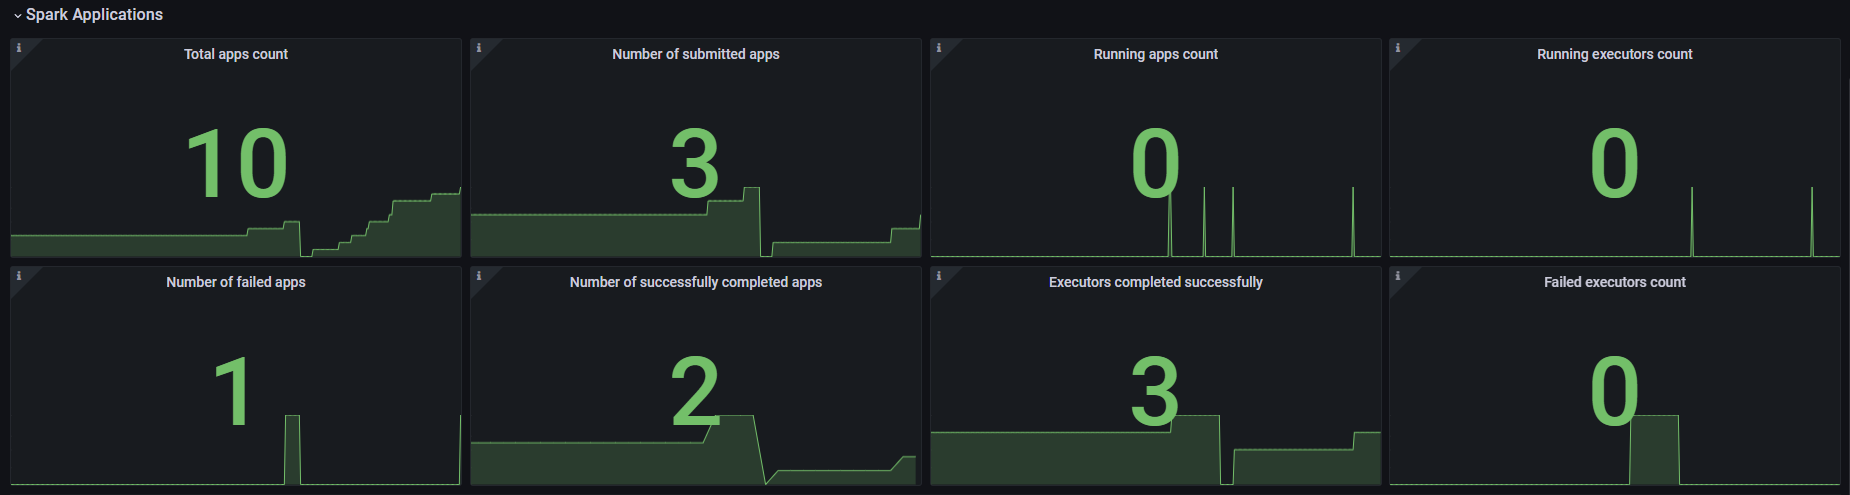 Spark Applications
Total apps count
Number of submitted apps
Running apps count
Running executors count
10
3
0
0
Number of failed apps
Number of successfully completed apps
Executors completed successfully
Failed executors count
1
2
3
0